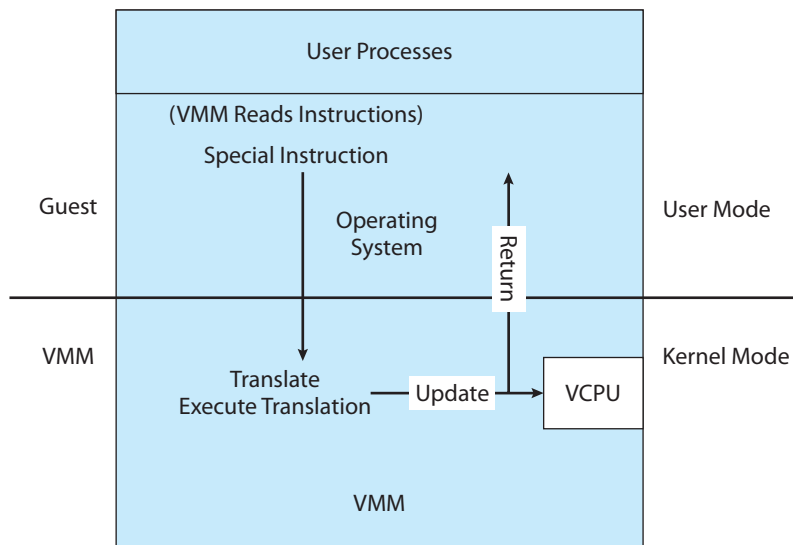 User Processes
(VMM Reads Instructions)
Special Instruction
Guest
Operating
System
User Mode
Return
VMM
Kernel Mode
Translate
Execute Translation
Update
VCPU
VMM